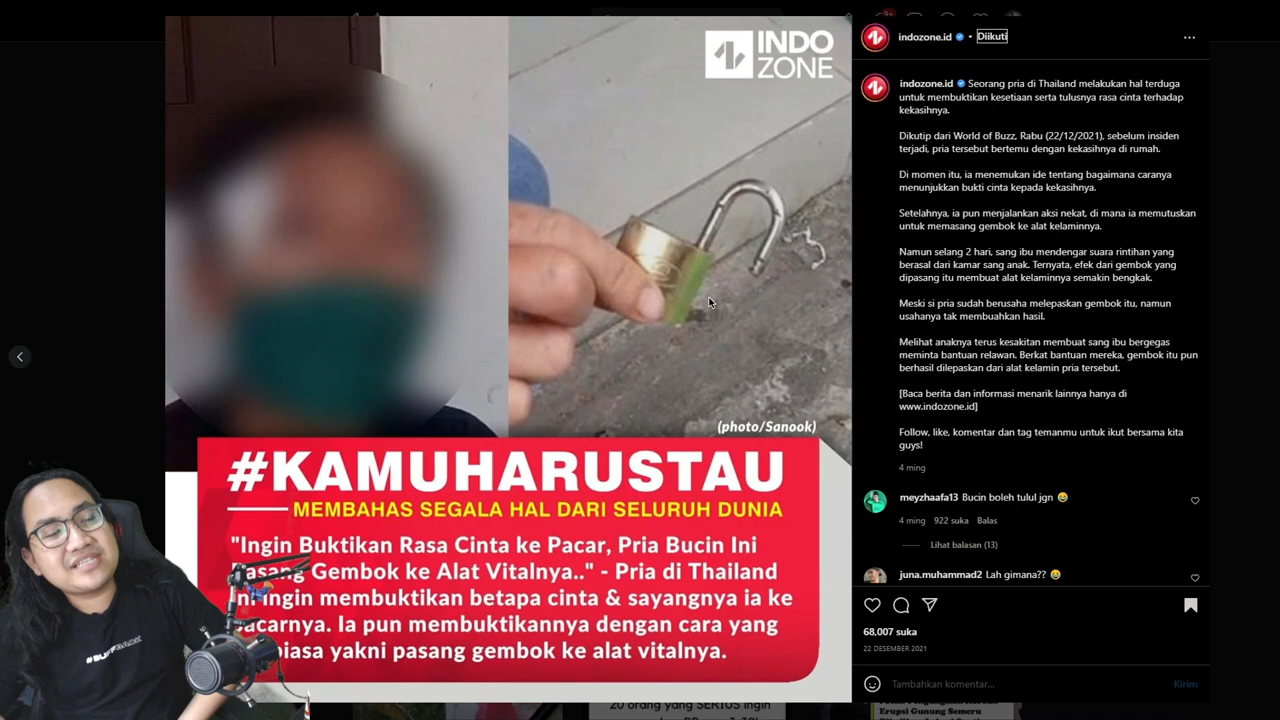 INDO
ZONE
(photo/Sanook)
#KAMUHARUSTAU
MEMBAHAS SEGALA HAL DARI SELURUH DUNIA
"Ingin Buktikan Rasa Cinta ke Pacar, Pria Bucin Ini
Pasang Gembok ke Alat Vitalnya.." - Pria di Thailand
ingin membuktikan betapa cinta & sayangnya ia ke
pacarnya. Ia pun membuktikannya dengan cara yang
biasa yakni pasang gembok ke alat vitalnya.
indozone.id • Diikuti
indozone.id Seorang pria di Thailand melakukan hal terduga
untuk membuktikan kesetiaan serta tulusnya rasa cinta terhadap
kekasihnya.
Dikutip dari World of Buzz, Rabu (22/12/2021), sebelum insiden
terjadi, pria tersebut bertemu dengan kekasihnya di rumah.
Di momen itu, ia menemukan ide tentang bagaimana caranya
menunjukkan bukti cinta kepada kekasihnya.
Setelahnya, ia pun menjalankan aksi nekat, di mana ia memutuskan
untuk memasang gembok ke alat kelaminnya.
Namun selang 2 hari, sang ibu mendengar suara rintihan yang
berasal dari kamar sang anak. Ternyata, efek dari gembok yang
dipasang itu membuat alat kelaminnya semakin bengkak.
Meski si pria sudah berusaha melepaskan gembok itu, namun
usahanya tak membuahkan hasil.
Melihat anaknya terus kesakitan membuat sang ibu bergegas
meminta bantuan relawan. Berkat bantuan mereka, gembok itu pun
berhasil dilepaskan dari alat kelamin pria tersebut.
[Baca berita dan informasi menarik lainnya hanya di
www.indozone.id]
Follow, like, komentar dan tag temanmu untuk ikut bersama kita
guys!
4 ming
meyzhaafa13 Bucin boleh tulul jgn 😂
4 ming 922 suka Balas
Lihat balasan (13)
juna.muhammad2 Lah gimana?? 😂
68,007 suka
22 DESEMBER 2021
Tambahkan komentar... Kirim
20 orang yang SERIUS ingin
Erupsi Gunung Semeru